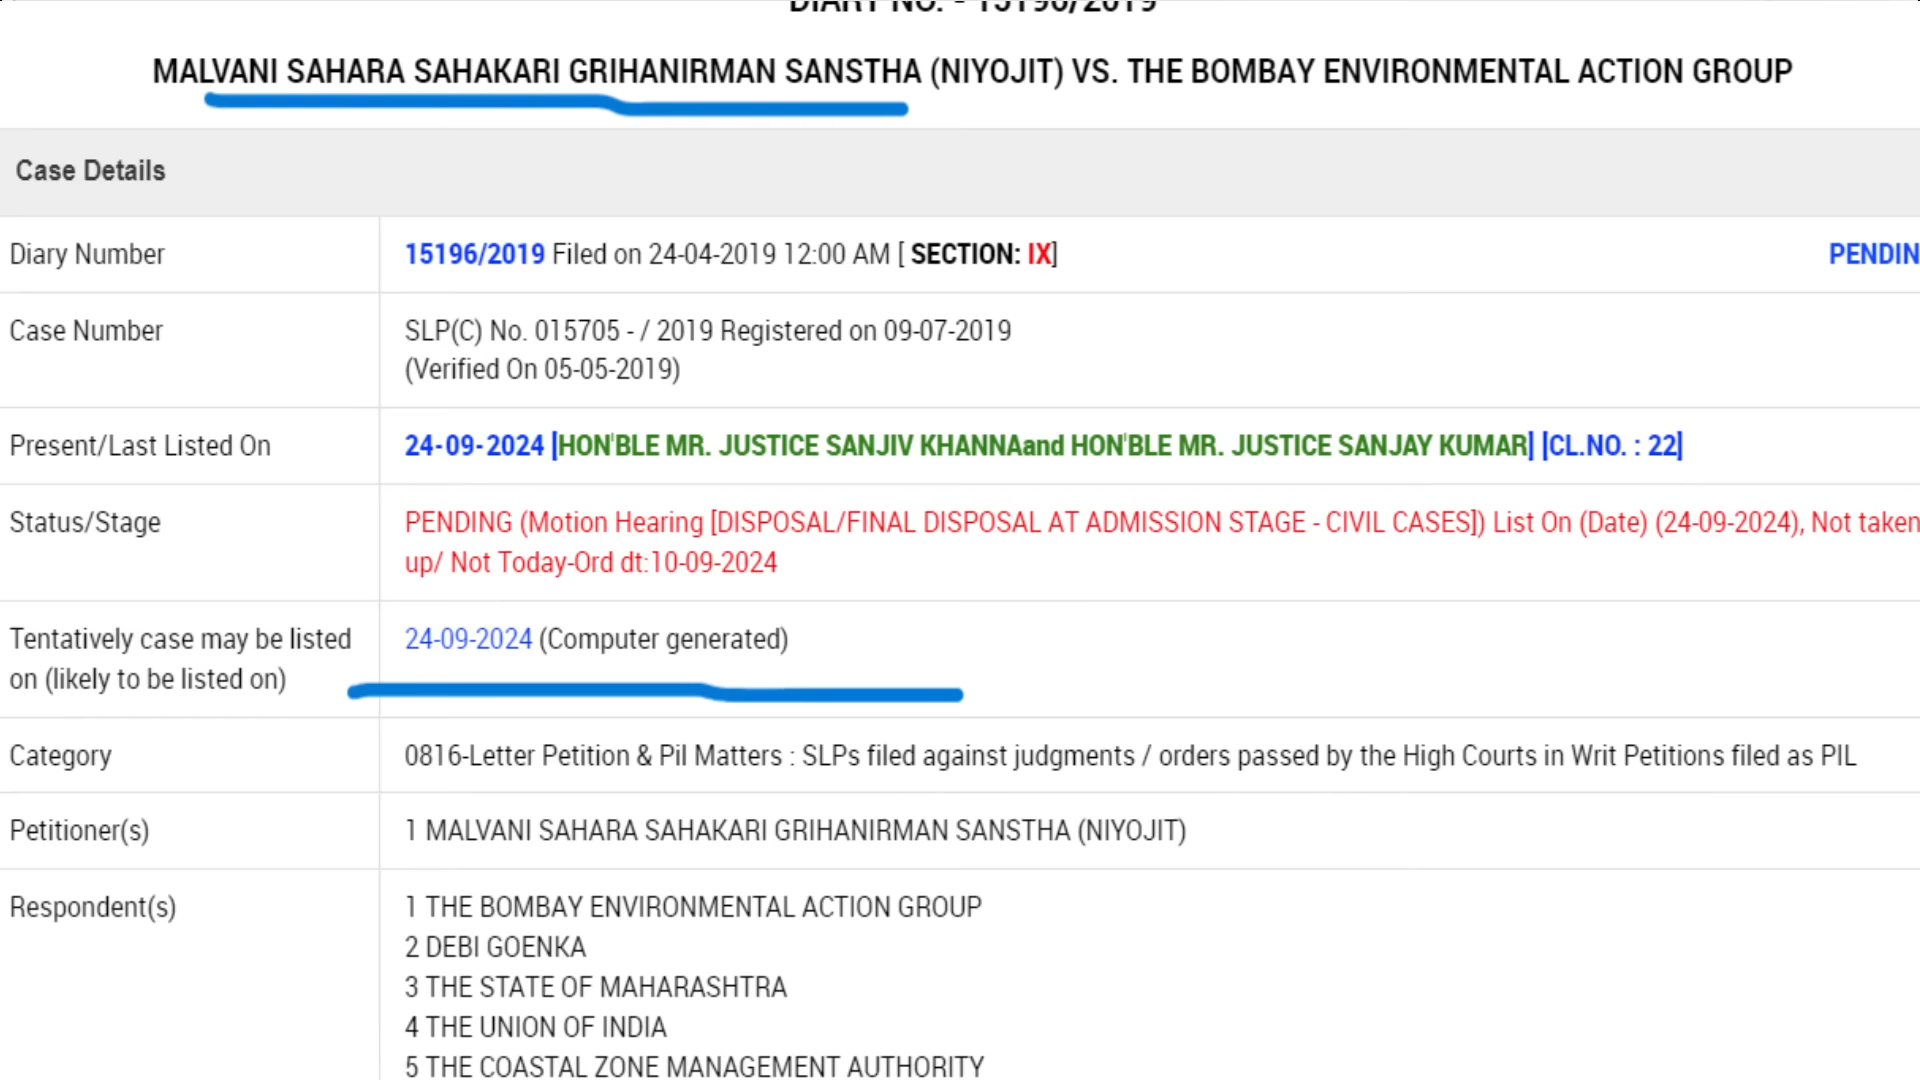 DIARY NO. - 15196/2019
MALVANI SAHARA SAHAKARI GRIHANIRMAN SANSTHA (NIYOJIT) VS. THE BOMBAY ENVIRONMENTAL ACTION GROUP
Case Details
Diary Number
15196/2019 Filed on 24-04-2019 12:00 AM [ SECTION: IX]
PENDIN
Case Number
SLP(C) No. 015705 - / 2019 Registered on 09-07-2019
(Verified On 05-05-2019)
Present/Last Listed On
24-09-2024 [HON'BLE MR. JUSTICE SANJIV KHANNAand HON'BLE MR. JUSTICE SANJAY KUMAR] [CL.NO. : 22]
Status/Stage
PENDING (Motion Hearing [DISPOSAL/FINAL DISPOSAL AT ADMISSION STAGE - CIVIL CASES]) List On (Date) (24-09-2024), Not taken
up/ Not Today-Ord dt:10-09-2024
Tentatively case may be listed
on (likely to be listed on)
24-09-2024 (Computer generated)
Category
0816-Letter Petition & Pil Matters : SLPs filed against judgments / orders passed by the High Courts in Writ Petitions filed as PIL
Petitioner(s)
1 MALVANI SAHARA SAHAKARI GRIHANIRMAN SANSTHA (NIYOJIT)
Respondent(s)
1 THE BOMBAY ENVIRONMENTAL ACTION GROUP
2 DEBI GOENKA
3 THE STATE OF MAHARASHTRA
4 THE UNION OF INDIA
5 THE COASTAL ZONE MANAGEMENT AUTHORITY